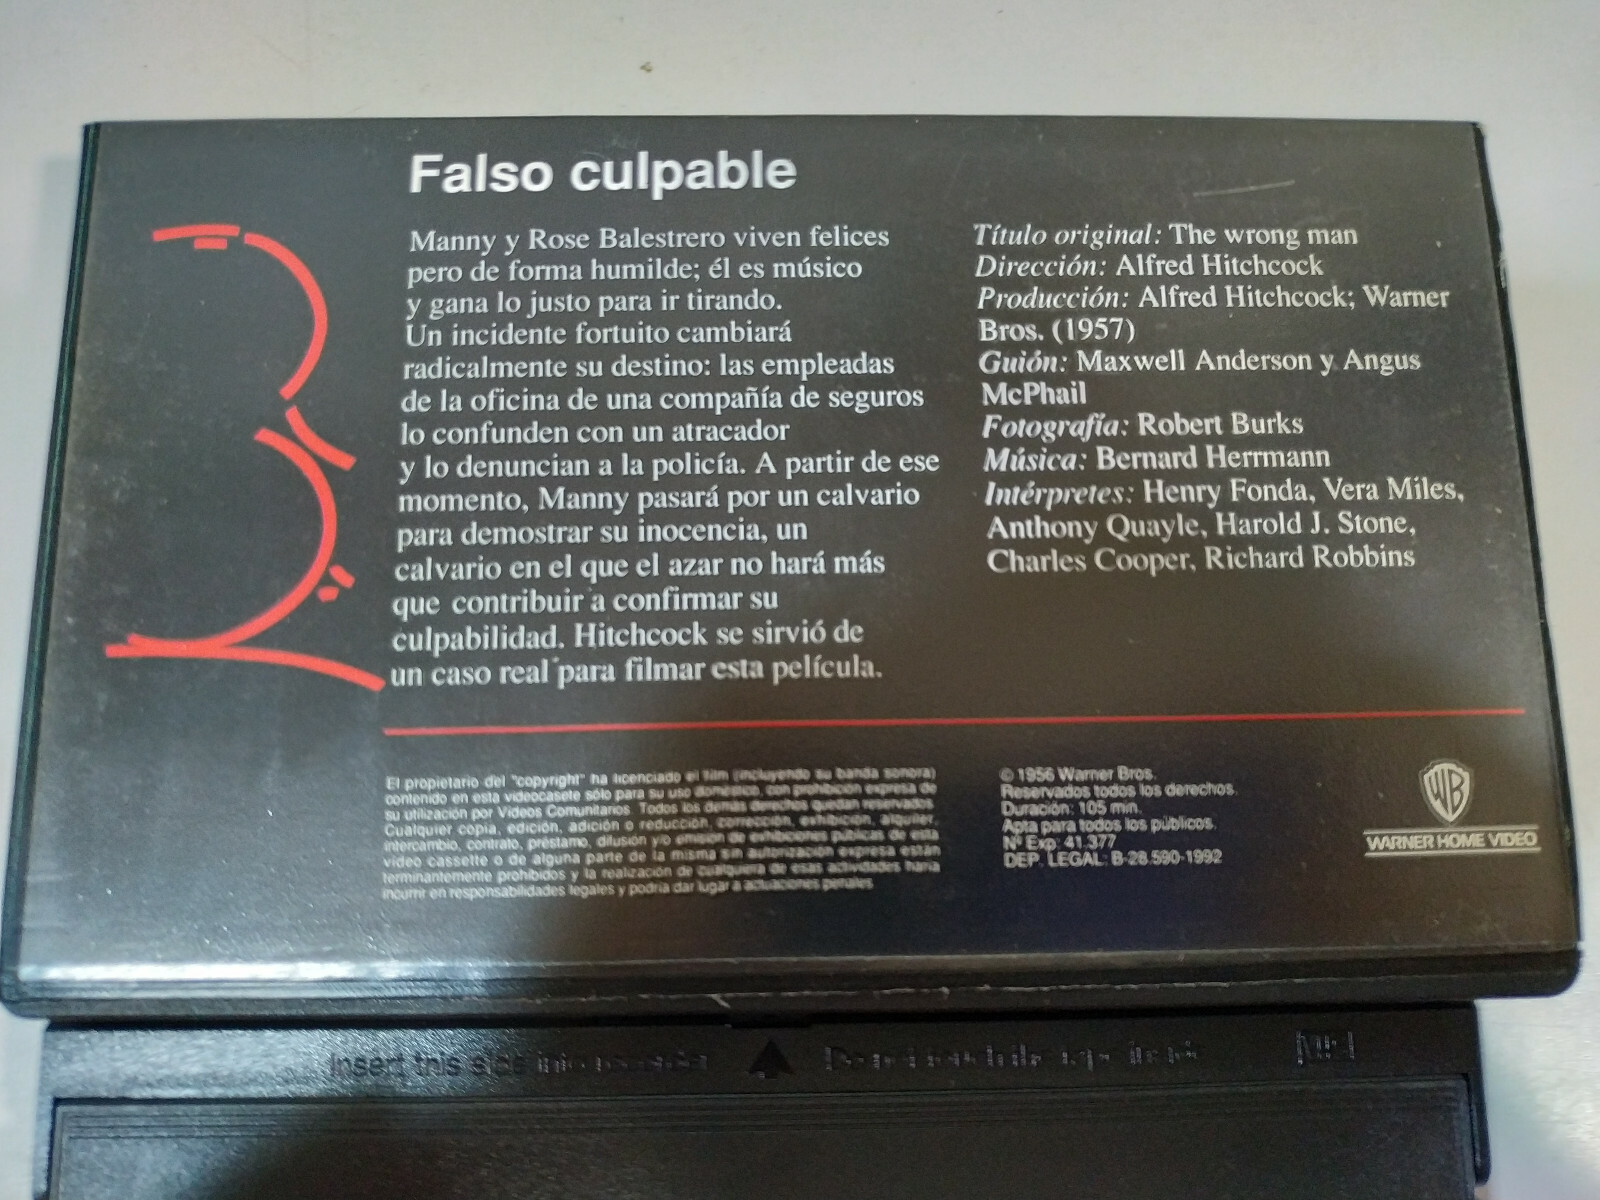 Falso culpable
Manny y Rose Balestrero viven felices
pero de forma humilde; él es músico
y gana lo justo para ir tirando.
Un incidente fortuito cambiará
radicalmente su destino: las empleadas
de la oficina de una compañía de seguros
lo confunden con un atracador
y lo denuncian a la policía. A partir de ese
momento, Manny pasará por un calvario
para demostrar su inocencia, un
calvario en el que el azar no hará más
que contribuir a confirmar su
culpabilidad. Hitchcock se sirvió de
un caso real para filmar esta película.
Título original: The wrong man
Dirección: Alfred Hitchcock
Producción: Alfred Hitchcock; Warner
Bros. (1957)
Guión: Maxwell Anderson y Angus
McPhail
Fotografía: Robert Burks
Música: Bernard Herrmann
Intérpretes: Henry Fonda, Vera Miles,
Anthony Quayle, Harold J. Stone,
Charles Cooper, Richard Robbins
El propietario del "copyright" ha licenciado el film (incluyendo su banda sonora)
contenido en esta videocasete sólo para su uso doméstico, con prohibición expresa de
su utilización por Vídeos Comunitarios. Todos los demás derechos quedan reservados.
Cualquier copia, edición, adición o reducción, corrección, exhibición, alquiler,
intercambio, contrato, préstamo, difusión y/o emisión de exhibiciones públicas de esta
video cassette o de alguna parte de la misma sin autorización expresa están
terminantemente prohibidos y la realización de cualquiera de esas actividades haría
incurrir en responsabilidades legales y podría dar lugar a actuaciones penales
© 1956 Warner Bros.
Reservados todos los derechos.
Duración: 105 min.
Apta para todos los públicos.
Nº Exp: 41.377
DEP. LEGAL: B-28.590-1992
WB
WARNER HOME VIDEO
Insert this side into recorder
Do not touch the tape inside